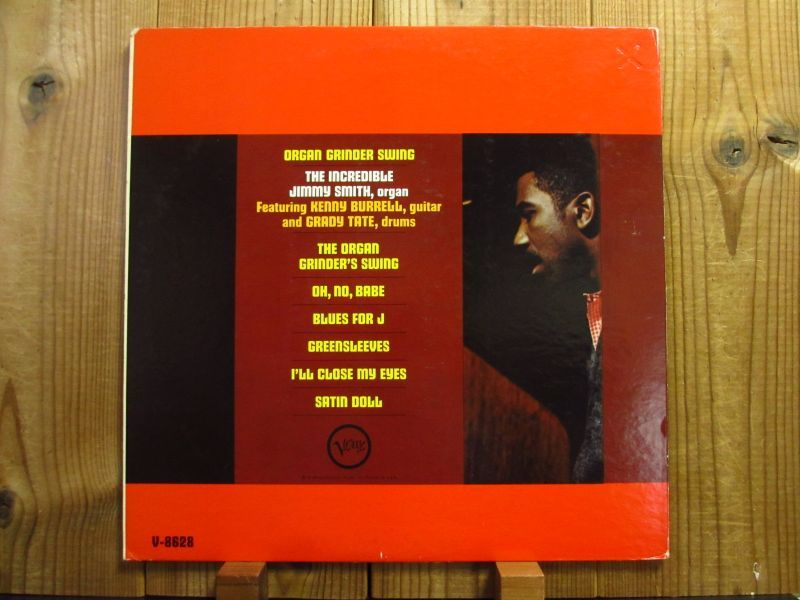 ORGAN GRINDER SWING
THE INCREDIBLE
JIMMY SMITH, organ
Featuring KENNY BURRELL, guitar
and GRADY TATE, drums
THE ORGAN
GRINDER'S SWING
OH, NO, BABE
BLUES FOR J
GREENSLEEVES
I'LL CLOSE MY EYES
SATIN DOLL
Verve
V-8628